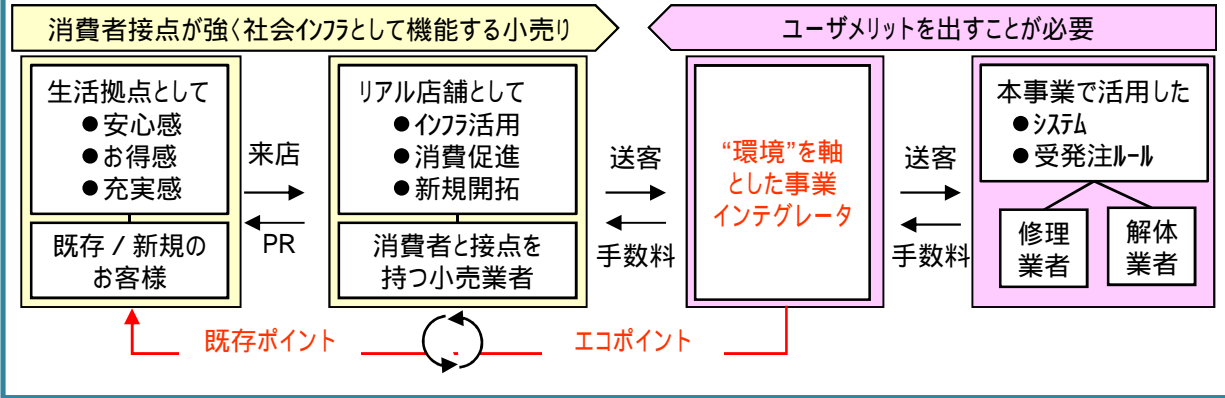 消費者接点が強く社会インフラとして機能する小売り
ユーザメリットを出すことが必要
生活拠点として
●安心感
●お得感
●充実感
既存/新規の
お客様
来店
PR
リアル店舗として
●インフラ活用
●消費促進
●新規開拓
消費者と接点を
持つ小売業者
送客
手数料
“環境”を軸
とした事業
インテグレータ
送客
手数料
本事業で活用した
●システム
●受発注ルール
修理
業者
解体
業者
既存ポイント
エコポイント